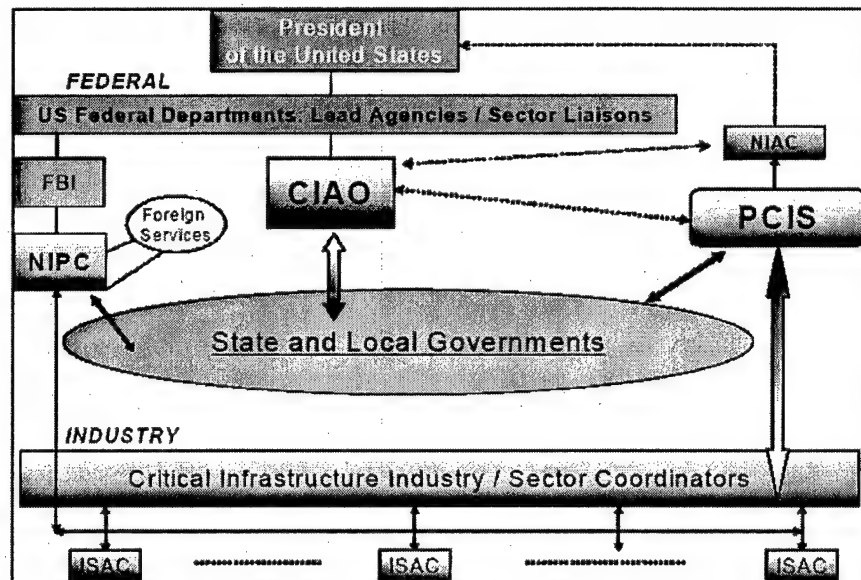 President
of the United States
FEDERAL
US Federal Departments: Lead Agencies / Sector Liaisons
FBI
CIAO
NIAC
Foreign
Services
PCIS
NIPC
State and Local Governments
INDUSTRY
Critical Infrastructure Industry / Sector Coordinators
ISAC
ISAC
ISAC